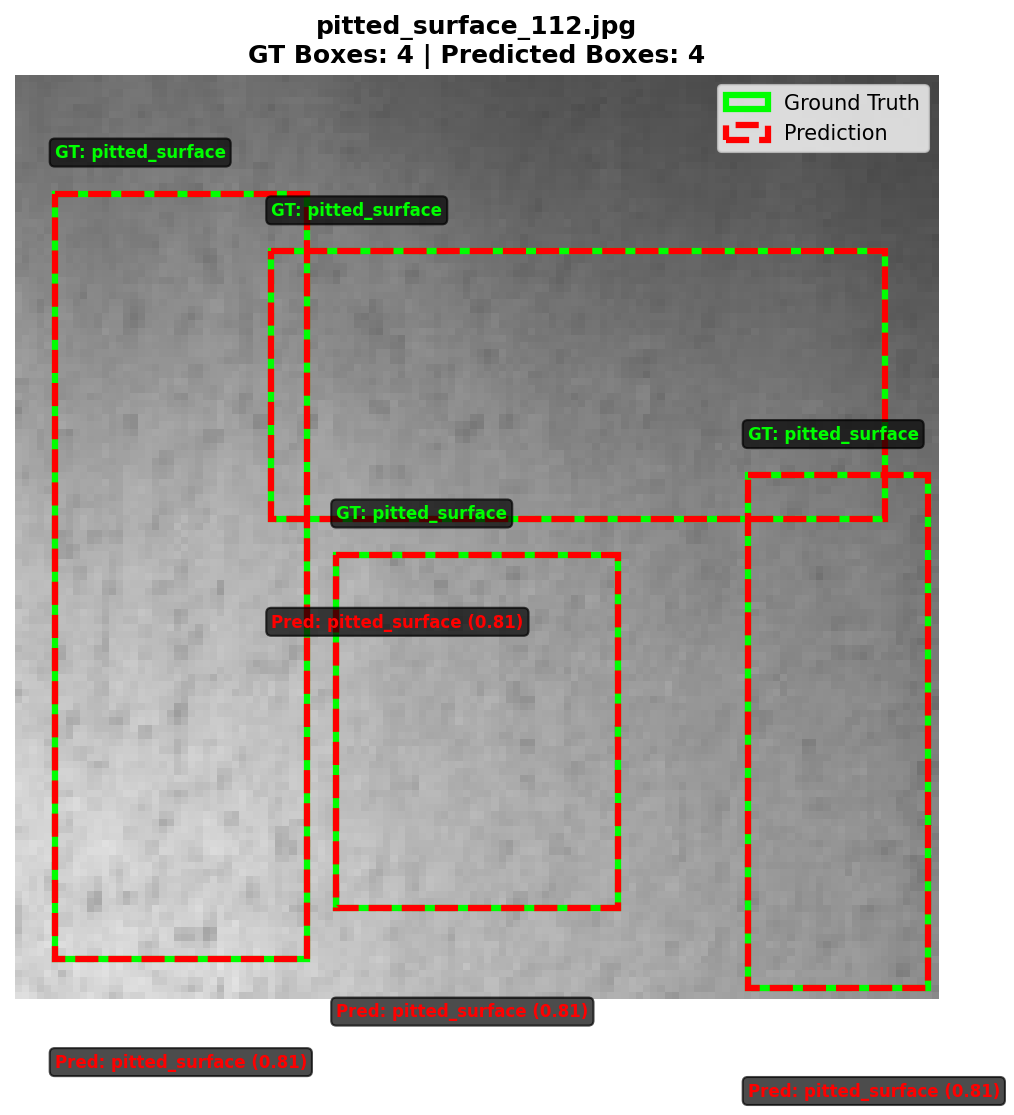 pitted_surface_112.jpg
GT Boxes: 4 | Predicted Boxes: 4
Ground Truth
Prediction
GT: pitted_surface
GT: pitted_surface
GT: pitted_surface
GT: pitted_surface
Pred: pitted_surface (0.81)
Pred: pitted_surface (0.81)
Pred: pitted_surface (0.81)
Pred: pitted_surface (0.81)